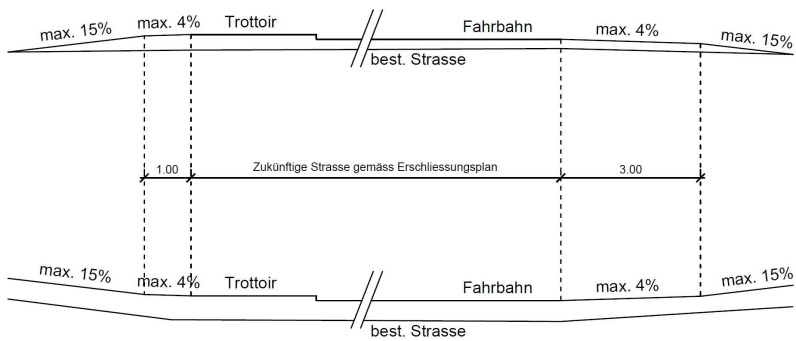 max. 15%
max. 4%
Trottoir
Fahrbahn
max. 4%
max. 15%
best. Strasse
1.00
Zukünftige Strasse gemäss Erschliessungsplan
3.00
max. 15%
max. 4%
Trottoir
Fahrbahn
max. 4%
max. 15%
best. Strasse